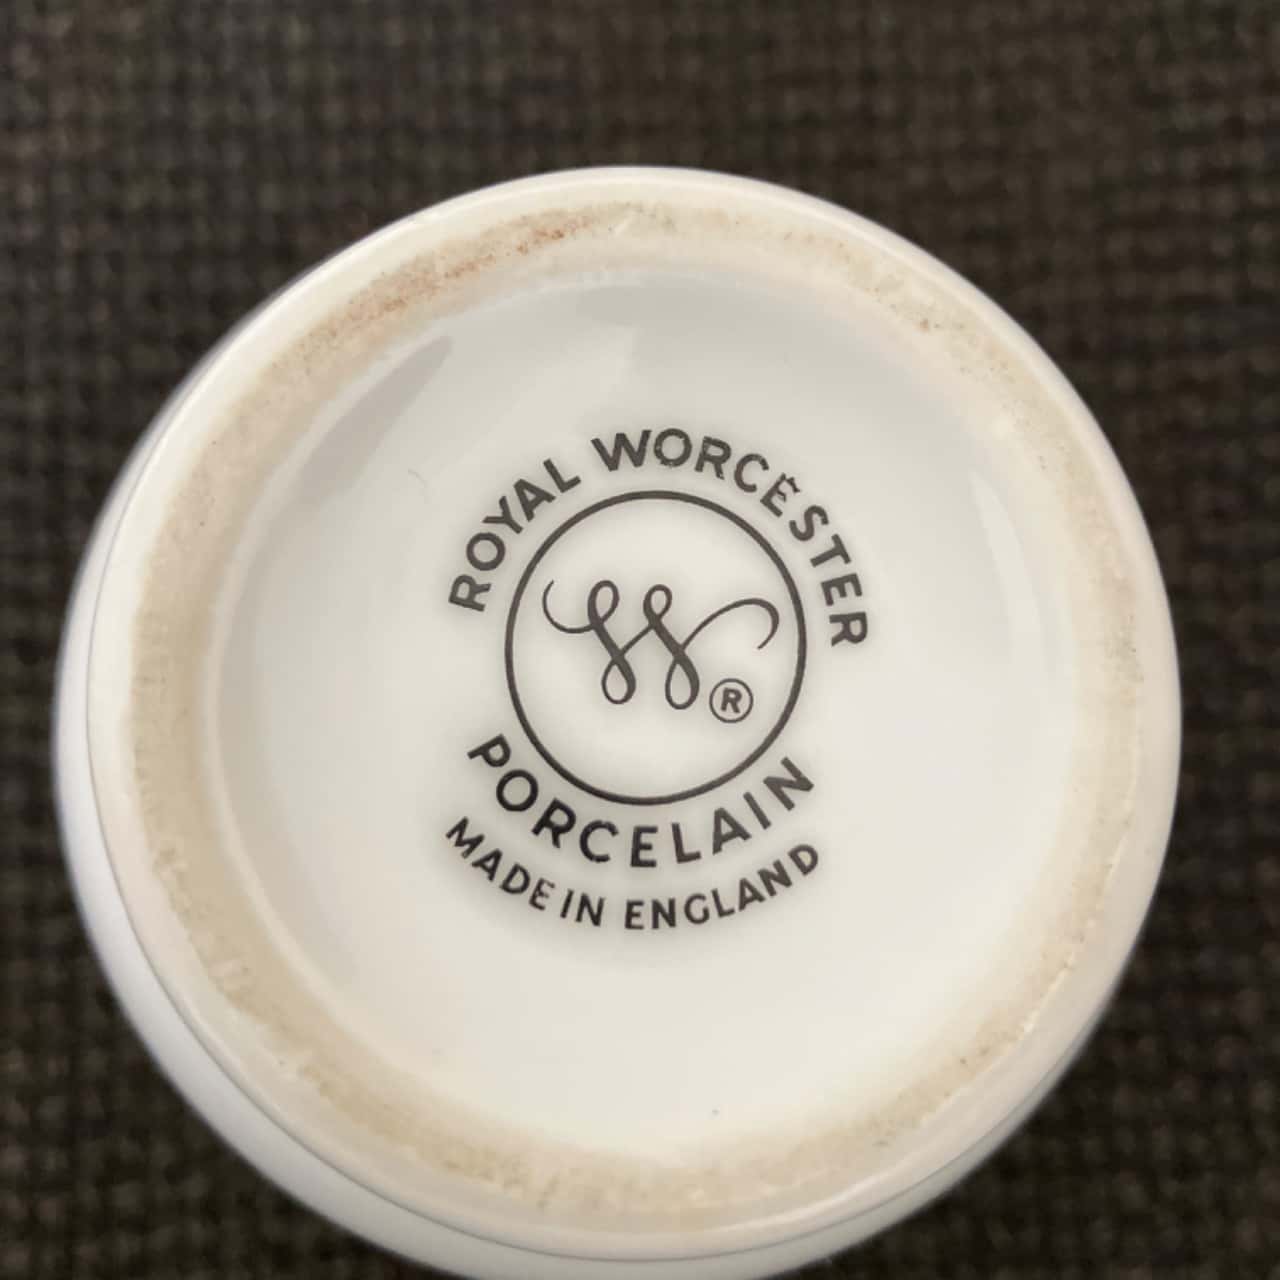 ROYAL WORCESTER
W®
PORCELAIN
MADE IN ENGLAND